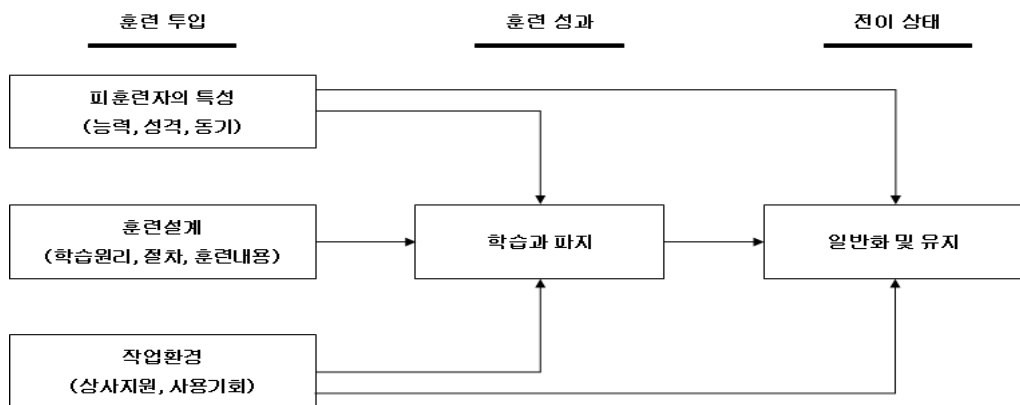 훈련 투입
훈련 성과
전이 상태
피훈련자의 특성
(능력, 성격, 동기)
훈련설계
(학습원리, 절차, 훈련내용)
학습과 파지
일반화 및 유지
작업환경
(상사지원, 사용기회)